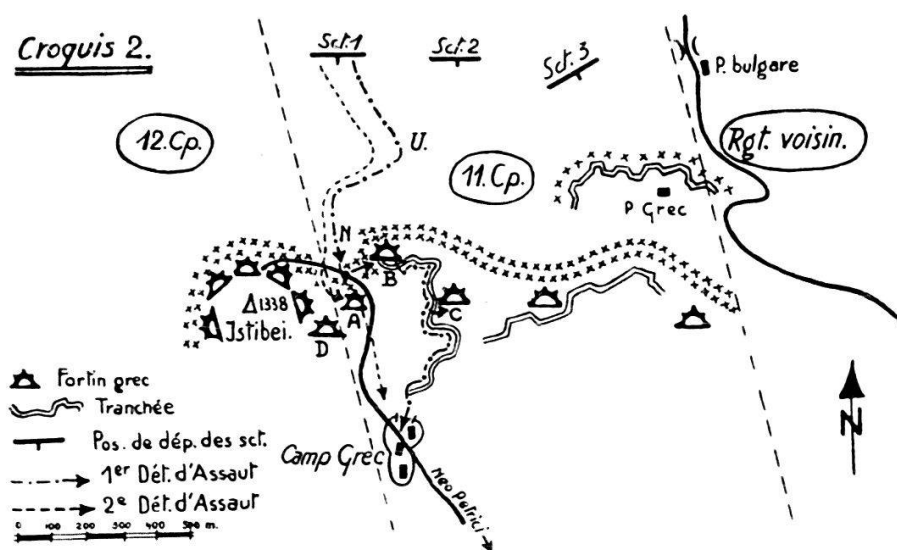 Croquis 2.
Sct.1
Sct.2
Sct.3
P. bulgare
12.Cp.
U.
11.Cp.
Rgt. voisin.
P Grec
N
B
A
C
△1338
Istibei.
D
Fortin grec
Tranchée
Pos. de dép. des sct.
1er Dét. d'Assaut
2e Dét. d'Assaut
0 100 200 300 400 500 m.
Camp Grec
Neo Petrici
N